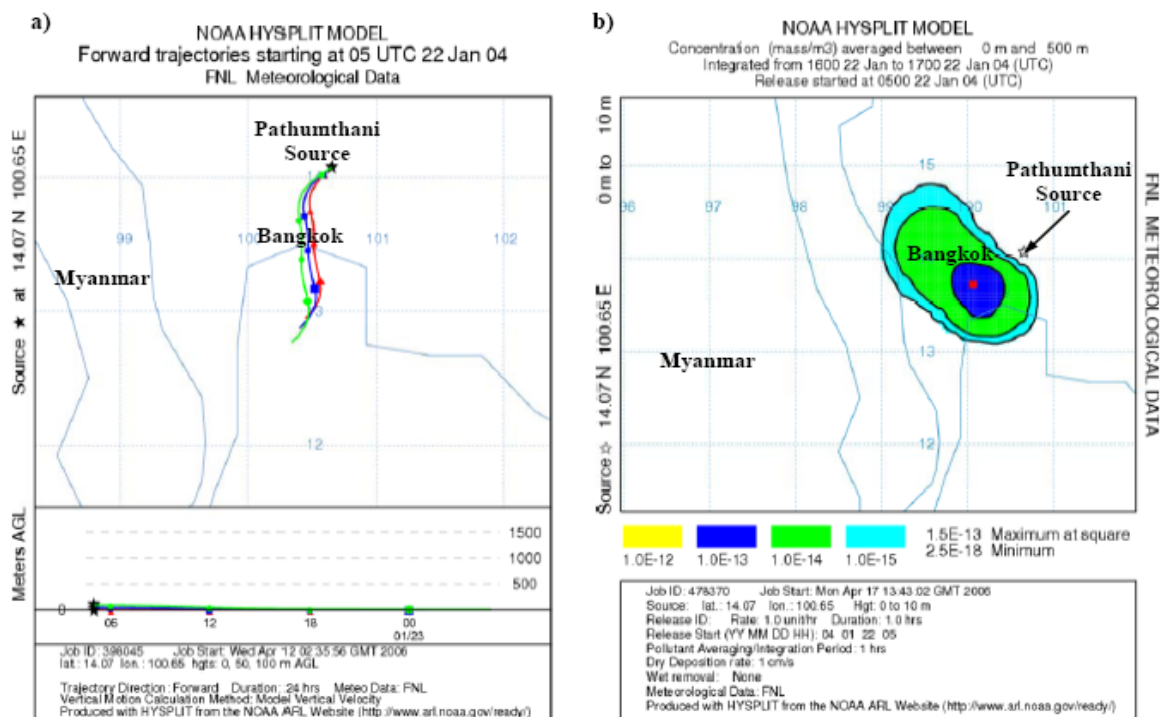 a)
NOAA HYSPLIT MODEL
Forward trajectories starting at 05 UTC 22 Jan 04
FNL Meteorological Data
Source ★ at 14.07 N 100.65 E
Pathumthani
Source
99
100
101
102
Bangkok
Myanmar
12
Meters AGL
1500
1000
500
0
06
12
18
00
01/23
Job ID: 396045 Job Start: Wed Apr 12 02:35:56 GMT 2006
lat.: 14.07 lon.: 100.65 hgts: 0, 50, 100 m AGL
Trajectory Direction: Forward Duration: 24 hrs Meteo Data: FNL
Vertical Motion Calculation Method: Model Vertical Velocity
Produced with HYSPLIT from the NOAA ARL Website (http://www.arl.noaa.gov/ready/)
b)
NOAA HYSPLIT MODEL
Concentration (mass/m3) averaged between 0 m and 500 m
Integrated from 1600 22 Jan to 1700 22 Jan 04 (UTC)
Release started at 0500 22 Jan 04 (UTC)
Source ☆ 14.07 N 100.65 E 0 m to 10 m
15
Pathumthani
Source
96
97
98
99
100
101
Bangkok
Myanmar
13
12
FNL METEOROLOGICAL DATA
1.0E-12
1.0E-13
1.0E-14
1.0E-15
1.5E-13 Maximum at square
2.5E-18 Minimum
Job ID: 478370 Job Start: Mon Apr 17 13:43:02 GMT 2006
Source: lat.: 14.07 lon.: 100.65 Hgt: 0 to 10 m
Release ID: Rate: 1.0 unit/hr Duration: 1.0 hrs
Release Start (YY MM DD HH): 04 01 22 05
Pollutant Averaging/Integration Period: 1 hrs
Dry Deposition rate: 1 cm/s
Wet removal: None
Meteorological Data: FNL
Produced with HYSPLIT from the NOAA ARL Website (http://www.arl.noaa.gov/ready/)